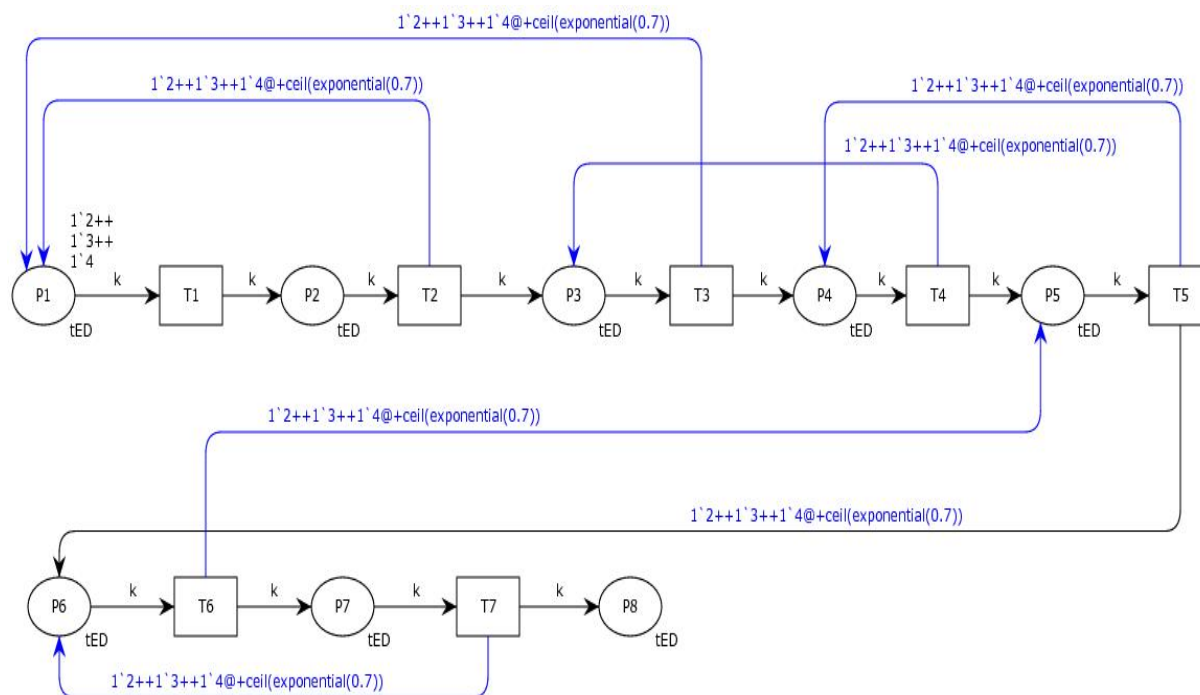 1`2++1`3++1`4@+ceil(exponential(0.7))
1`2++1`3++1`4@+ceil(exponential(0.7))
1`2++1`3++1`4@+ceil(exponential(0.7))
1`2++1`3++1`4@+ceil(exponential(0.7))
1`2++
1`3++
1`4
P1
k
T1
k
P2
k
T2
k
P3
k
T3
k
P4
k
T4
k
P5
k
T5
tED
tED
tED
tED
tED
1`2++1`3++1`4@+ceil(exponential(0.7))
1`2++1`3++1`4@+ceil(exponential(0.7))
P6
k
T6
k
P7
k
T7
k
P8
tED
tED
tED
1`2++1`3++1`4@+ceil(exponential(0.7))